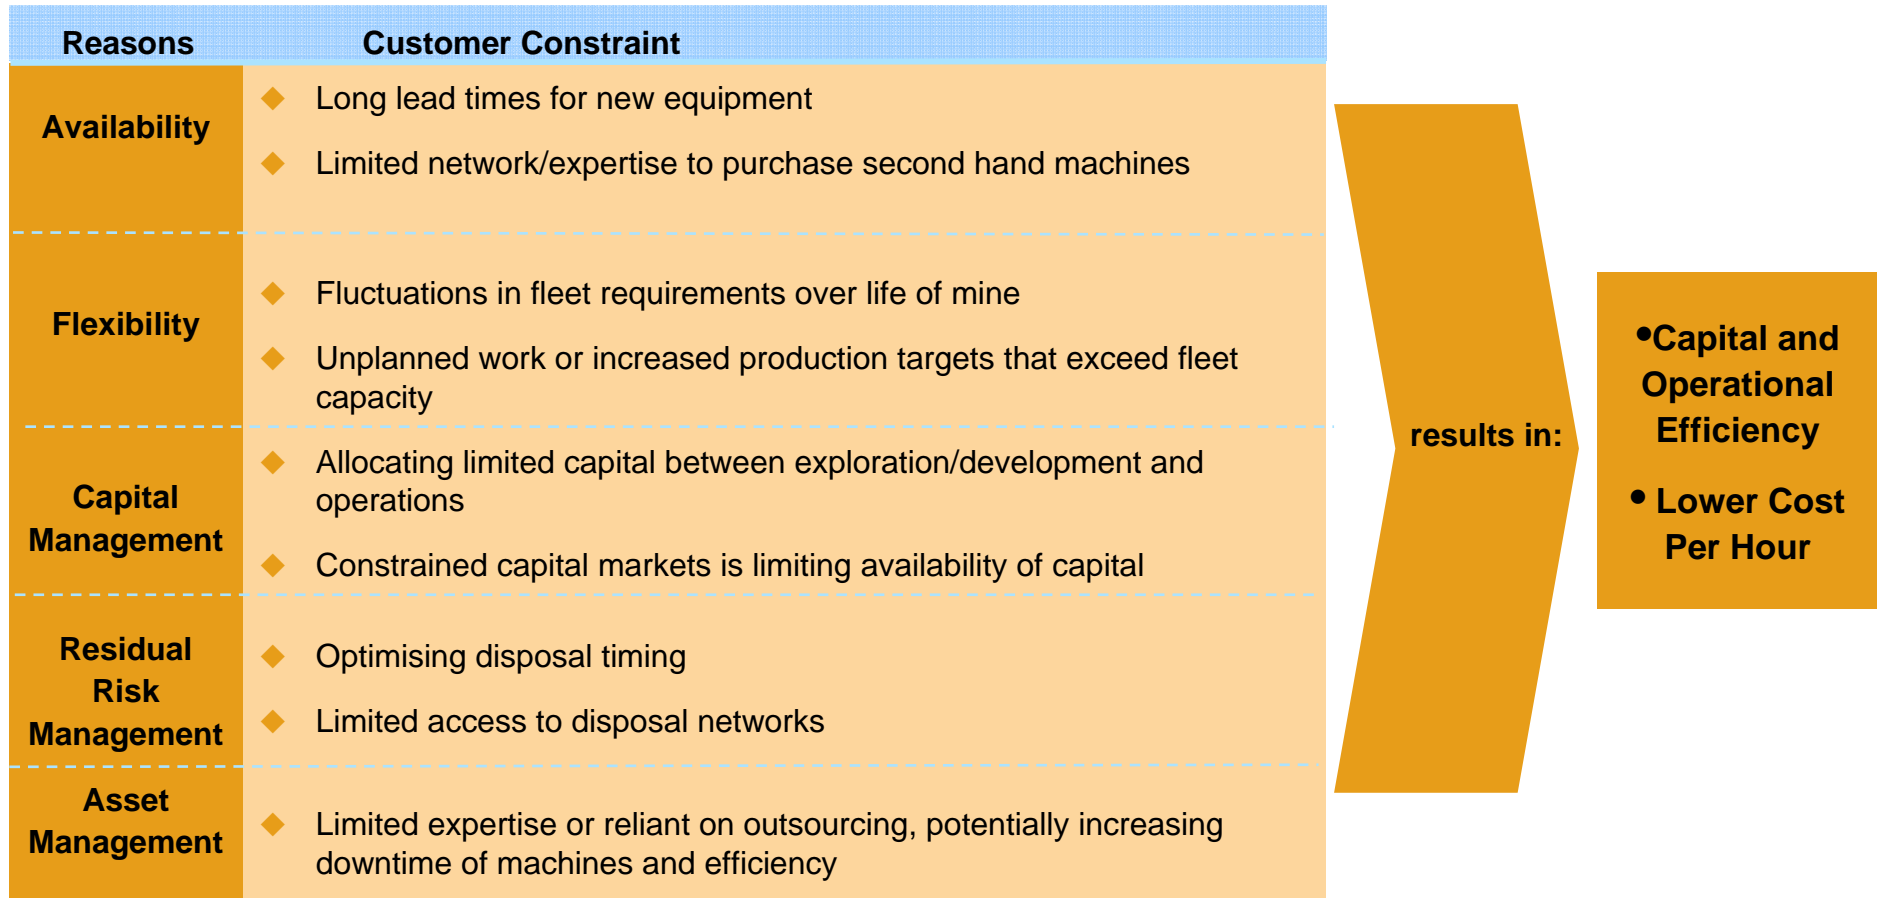 Reasons Customer Constraint
Availability
◆ Long lead times for new equipment
◆ Limited network/expertise to purchase second hand machines
Flexibility
◆ Fluctuations in fleet requirements over life of mine
◆ Unplanned work or increased production targets that exceed fleet
capacity
Capital
Management
◆ Allocating limited capital between exploration/development and
operations
◆ Constrained capital markets is limiting availability of capital
Residual
Risk
Management
◆ Optimising disposal timing
◆ Limited access to disposal networks
Asset
Management
◆ Limited expertise or reliant on outsourcing, potentially increasing
downtime of machines and efficiency
results in:
•Capital and
Operational
Efficiency
• Lower Cost
Per Hour